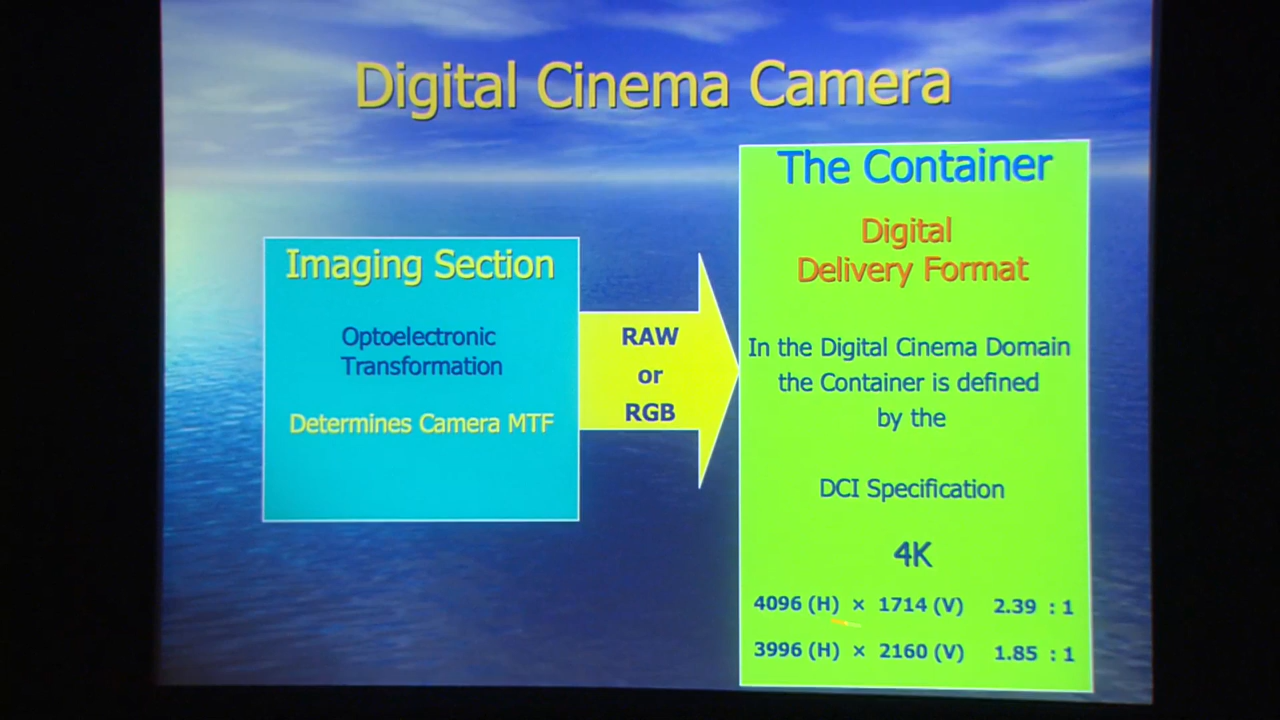 Digital Cinema Camera
Imaging Section
Optoelectronic
Transformation
Determines Camera MTF
RAW
or
RGB
The Container
Digital
Delivery Format
In the Digital Cinema Domain
the Container is defined
by the
DCI Specification
4K
4096 (H) × 1714 (V) 2.39 : 1
3996 (H) × 2160 (V) 1.85 : 1